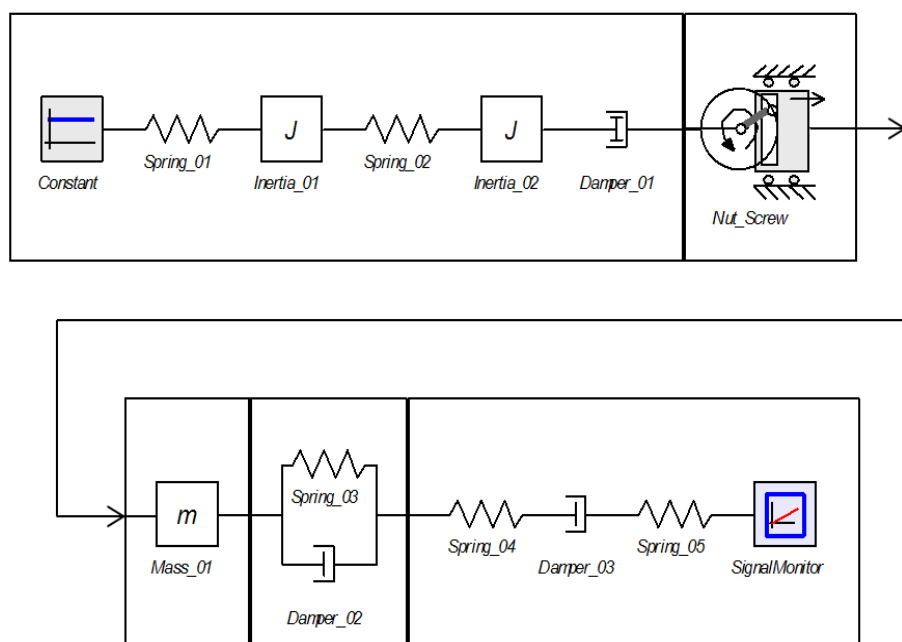 J
J
Spring_01
Spring_02
Constant
Inertia_01
Inertia_02
Damper_01
Nut_Screw
Spring_03
m
Spring_04
Spring_05
Mass_01
Damper_03
SignalMonitor
Damper_02